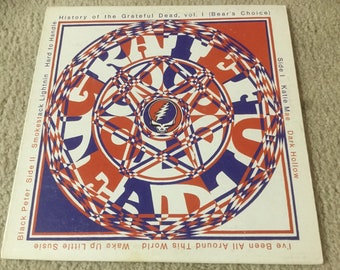 History of the Grateful Dead, vol. I (Bear's Choice)
Side I Katie Mae Dark Hollow
I've Been All Around This World Wake Up Little Susie
Black Peter Side II Smokestack Lightnin' Hard to Handle
GRATEFUL
DEAD